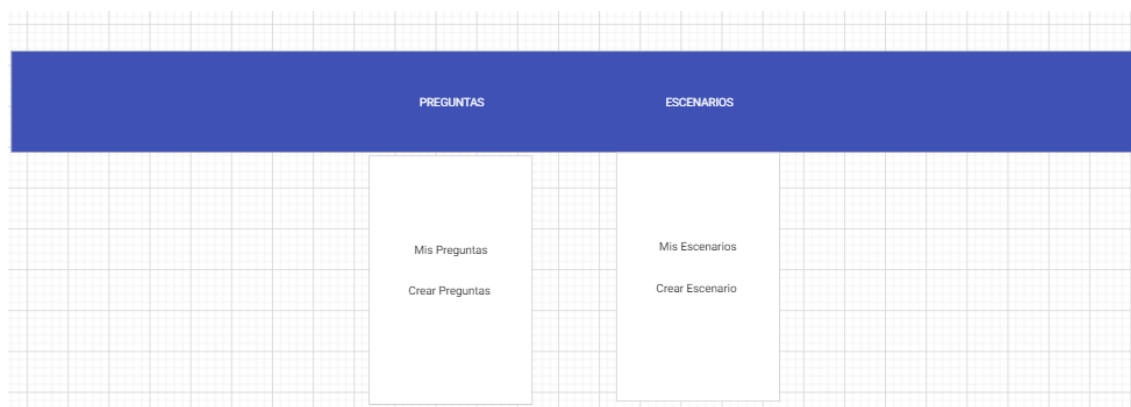 PREGUNTAS
ESCENARIOS
Mis Preguntas
Crear Preguntas
Mis Escenarios
Crear Escenario